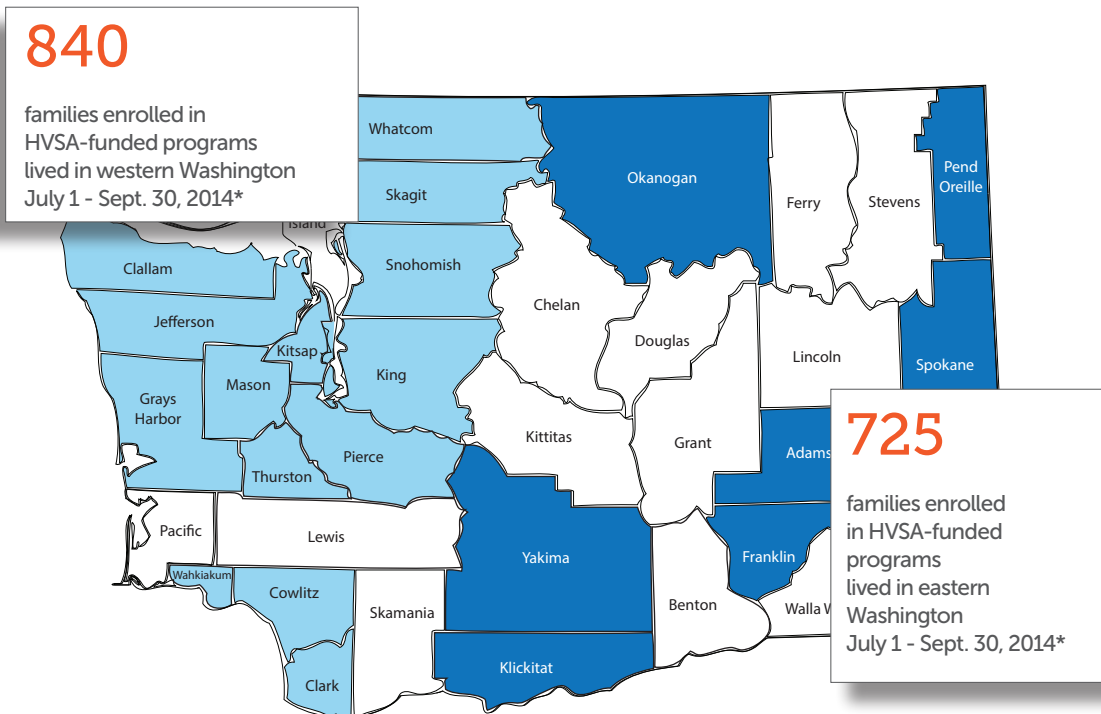 840
families enrolled in
HVSA-funded programs
lived in western Washington
July 1 - Sept. 30, 2014*
Whatcom
Skagit
Island
Snohomish
Clallam
Jefferson
Kitsap
King
Mason
Grays
Harbor
Thurston
Pierce
Pacific
Lewis
Wahkiakum
Cowlitz
Clark
Skamania
Okanogan
Ferry
Stevens
Pend
Oreille
Chelan
Douglas
Lincoln
Spokane
Kittitas
Grant
Adams
Yakima
Franklin
Benton
Walla W
Klickitat
725
families enrolled
in HVSA-funded
programs
lived in eastern
Washington
July 1 - Sept. 30, 2014*